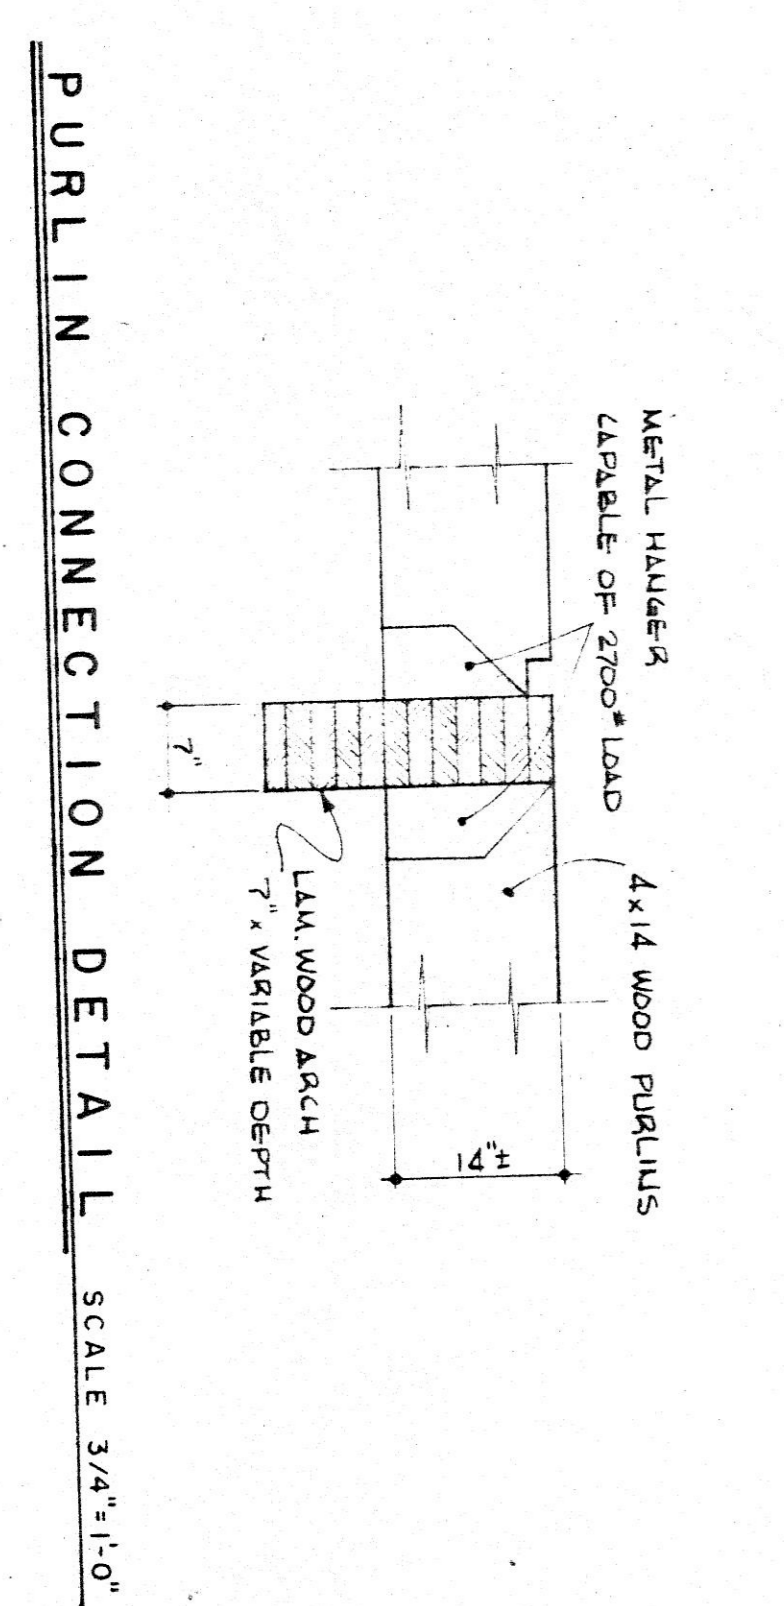 METAL HANGER
CAPABLE OF 2700# LOAD
4x14 WOOD PURLINS
14"±
7"
LAM. WOOD ARCH
7" x VARIABLE DEPTH
PURLIN CONNECTION DETAIL SCALE 3/4"=1'-0"